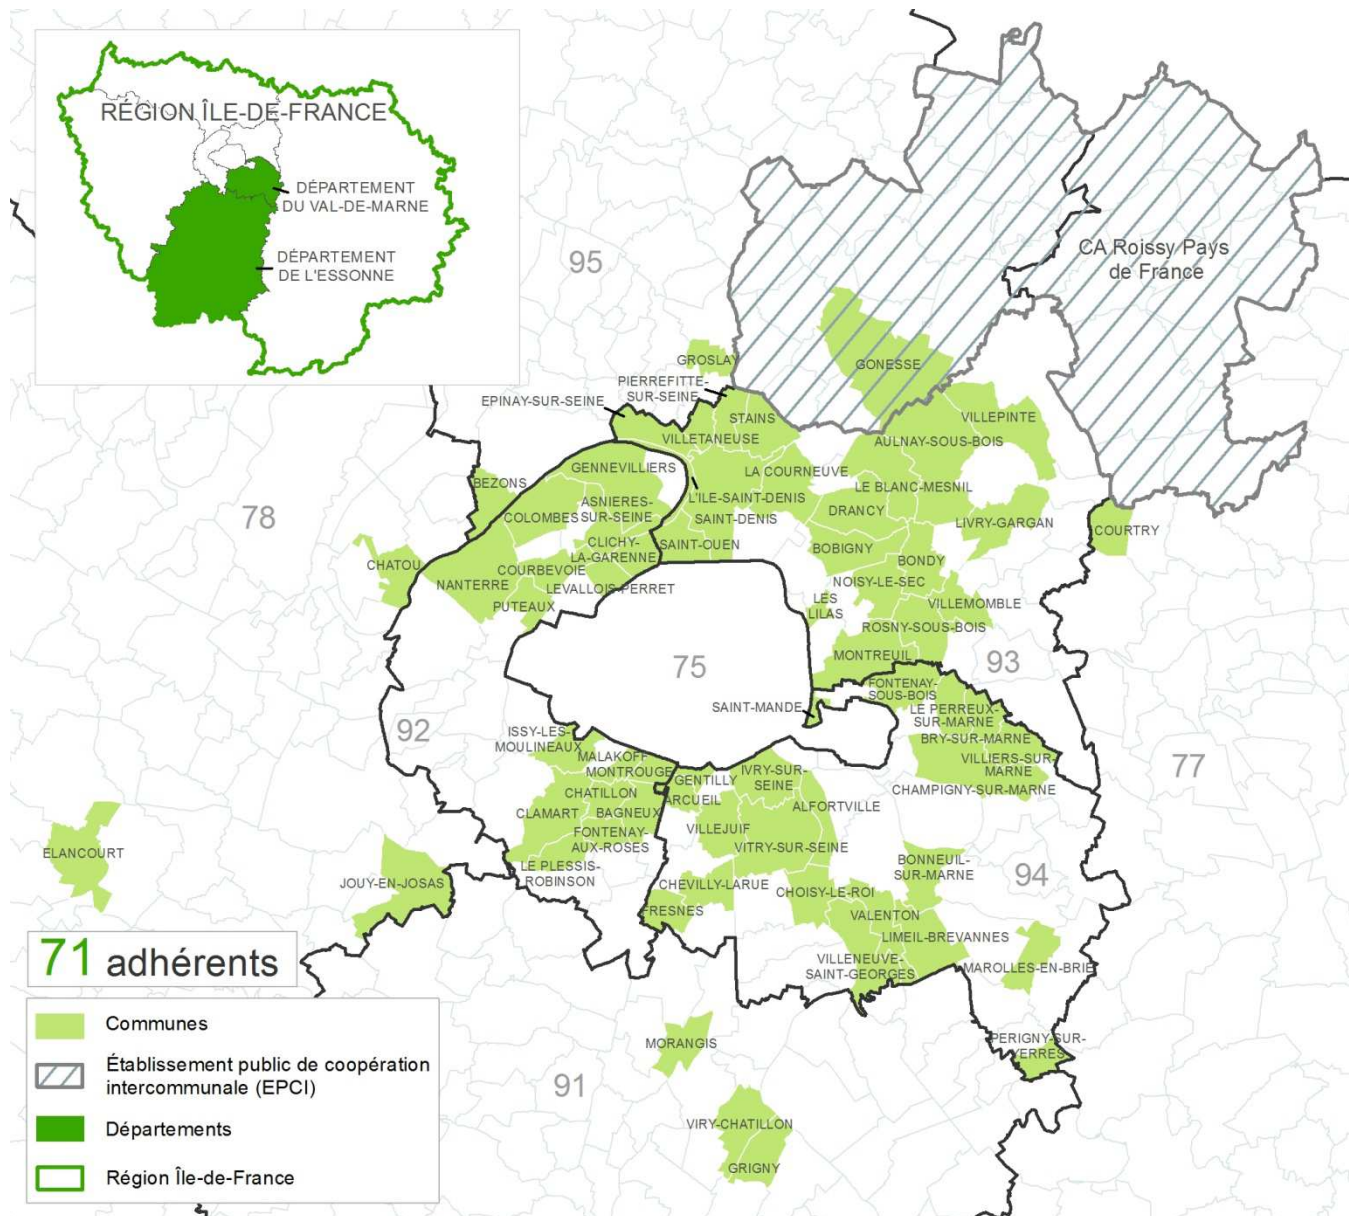 RÉGION ÎLE-DE-FRANCE
DÉPARTEMENT
DU VAL-DE-MARNE
DÉPARTEMENT
DE L'ESSONNE
95
CA Roissy Pays
de France
GROSLAY
GONESSE
PIERREFITTE-
SUR-SEINE
EPINAY-SUR-SEINE
STAINS
VILLEPINTE
VILLETANEUSE
AULNAY-SOUS-BOIS
GENNEVILLIERS
LA COURNEUVE
BEZONS
LE BLANC-MESNIL
L'ILE-SAINT-DENIS
ASNIERES-
SUR-SEINE
COLOMBES
DRANCY
78
SAINT-DENIS
LIVRY-GARGAN
COURTRY
CLICHY-
LA-GARENNE
SAINT-OUEN
BOBIGNY
BONDY
CHATOU
COURBEVOIE
NANTERRE
NOISY-LE-SEC
LEVALLOIS-PERRET
PUTEAUX
LES
LILAS
VILLEMOMBLE
ROSNY-SOUS-BOIS
MONTREUIL
93
75
FONTENAY-
SOUS-BOIS
SAINT-MANDE
LE PERREUX-
SUR-MARNE
92
ISSY-LES-
MOULINEAUX
BRY-SUR-MARNE
MALAKOFF
VILLIERS-SUR-
MARNE
77
MONTROUGE
GENTILLY
IVRY-SUR-
SEINE
CHAMPIGNY-SUR-MARNE
CHATILLON
ARCUEIL
ALFORTVILLE
CLAMART
BAGNEUX
VILLEJUIF
FONTENAY-
AUX-ROSES
VITRY-SUR-SEINE
ELANCOURT
LE PLESSIS-
ROBINSON
BONNEUIL-
SUR-MARNE
94
JOUY-EN-JOSAS
CHEVILLY-LARUE
CHOISY-LE-ROI
FRESNES
VALENTON
LIMEIL-BREVANNES
VILLENEUVE-
SAINT-GEORGES
MAROLLES-EN-BRIE
MORANGIS
PERIGNY-SUR-
YERRES
91
VIRY-CHATILLON
GRIGNY
71 adhérents
Communes
Établissement public de coopération
intercommunale (EPCI)
Départements
Région Île-de-France